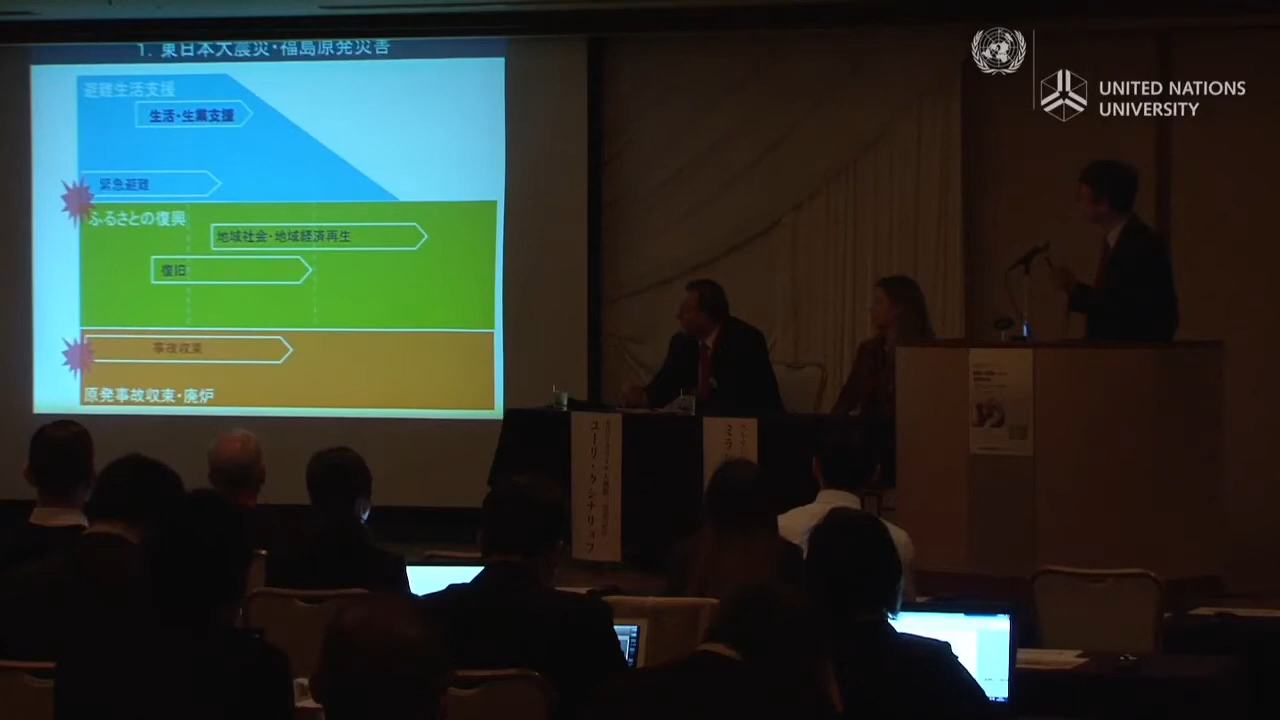 1. 東日本大震災・福島原発災害
避難生活支援
生活・生業支援
緊急避難
ふるさとの復興
地域社会・地域経済再生
復旧
事故収束
原発事故収束・廃炉
UNITED NATIONS
UNIVERSITY
ユーリ・クシナリョフ
ミラ